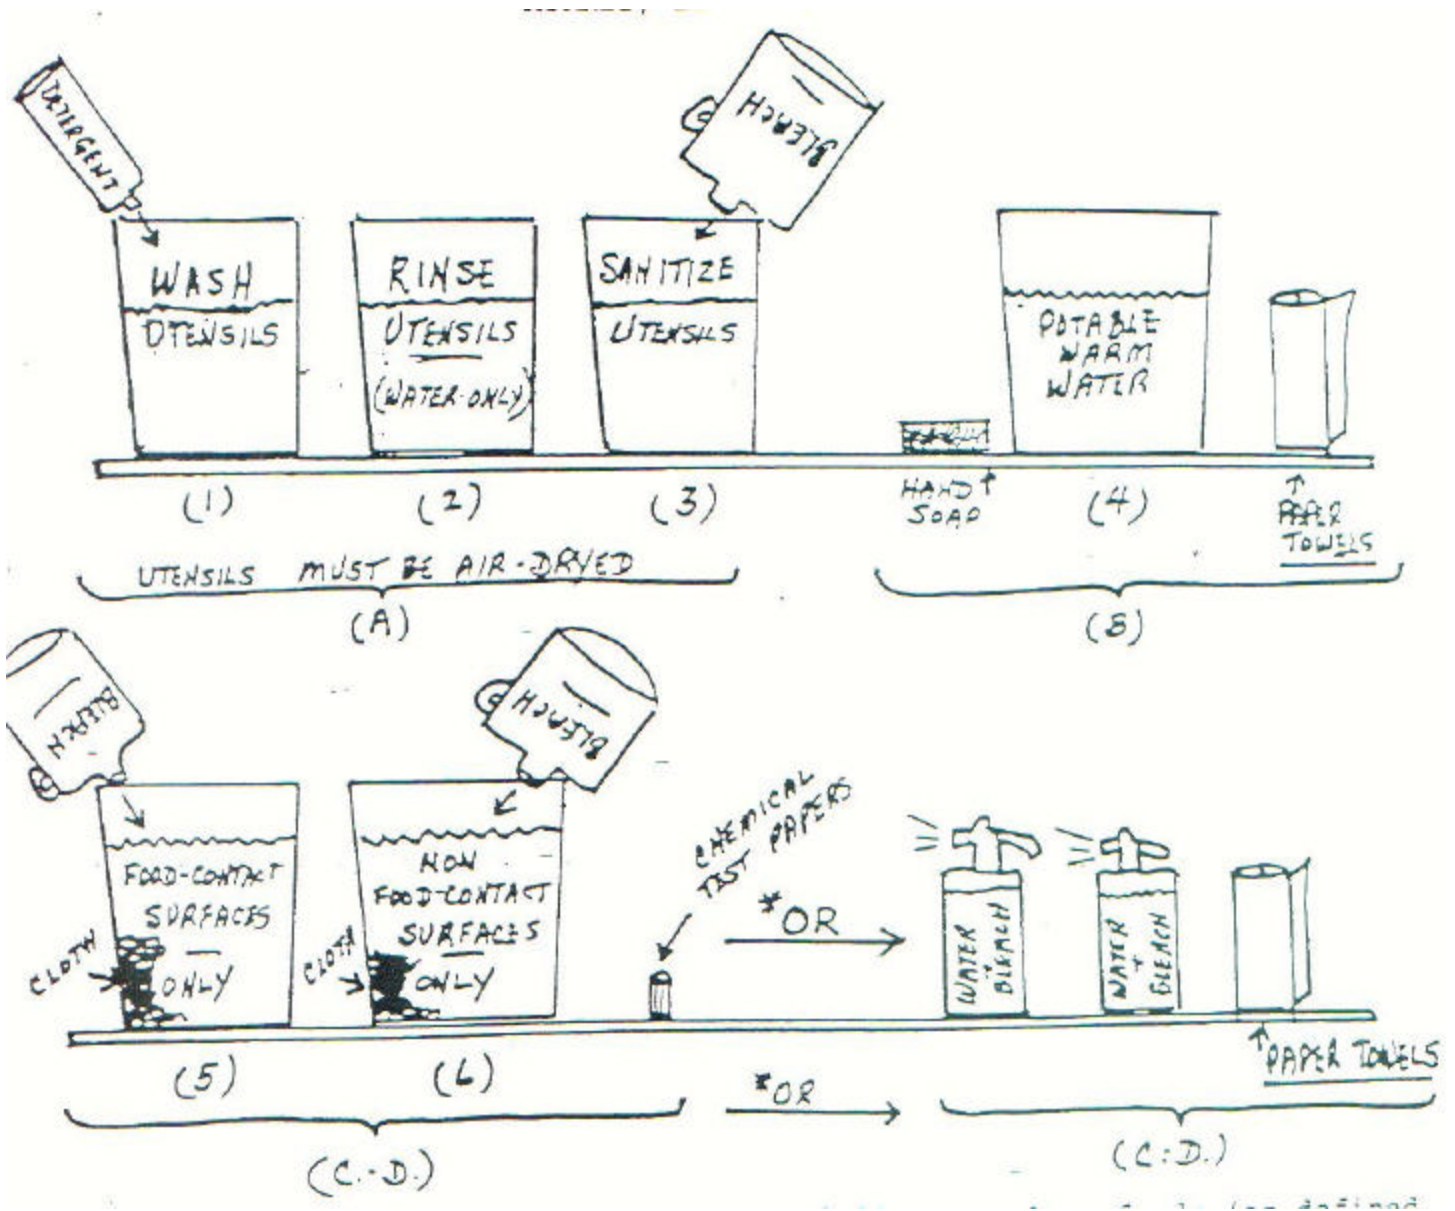 DETERGENT
BLEACH
WASH
UTENSILS
RINSE
UTENSILS
(WATER-ONLY)
SANITIZE
UTENSILS
POTABLE
WARM
WATER
(1)
(2)
(3)
HAND
SOAP
(4)
PAPER
TOWELS
UTENSILS MUST BE AIR-DRYED
(A)
(B)
BLEACH
BLEACH
FOOD-CONTACT
SURFACES
ONLY
CLOTH
NON
FOOD-CONTACT
SURFACES
ONLY
CLOTH
CHEMICAL
TEST PAPERS
*OR
WATER
+
BLEACH
WATER
+
BLEACH
PAPER TOWELS
(5)
(6)
*OR
(C.-D.)
(C.-D.)